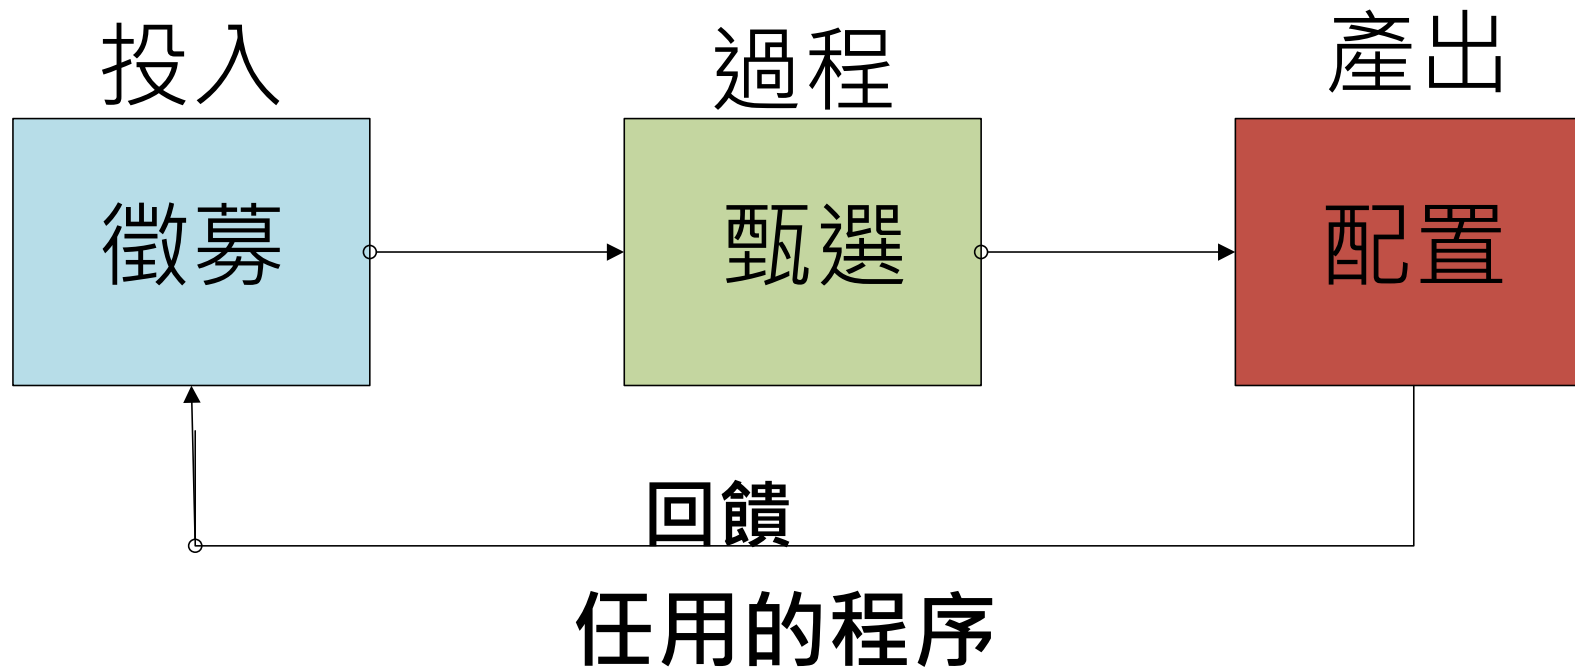 投入
過程
產出
徵募
甄選
配置
回饋
任用的程序